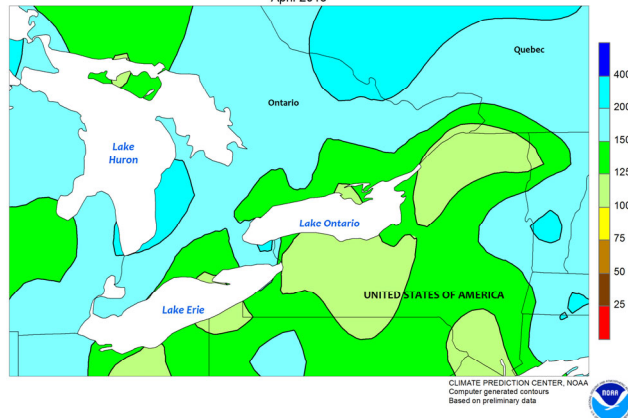 Quebec
Ontario
Lake
Huron
Lake Ontario
UNITED STATES OF AMERICA
Lake Erie
400
200
150
125
100
75
50
25
CLIMATE PREDICTION CENTER, NOAA
Computer generated contours
Based on preliminary data
NOAA